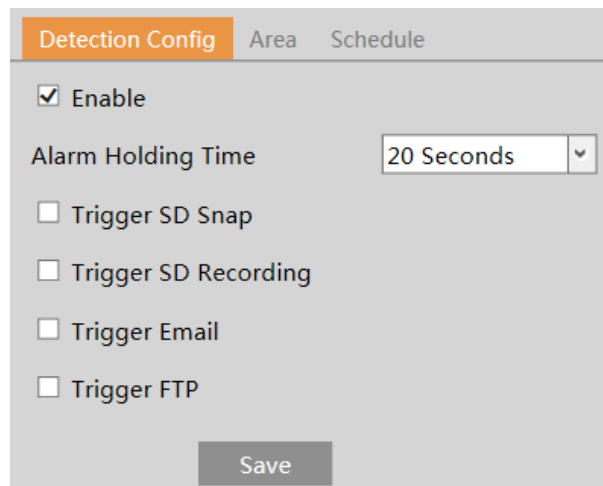 Detection Config Area Schedule
Enable
Alarm Holding Time 20 Seconds
Trigger SD Snap
Trigger SD Recording
Trigger Email
Trigger FTP
Save